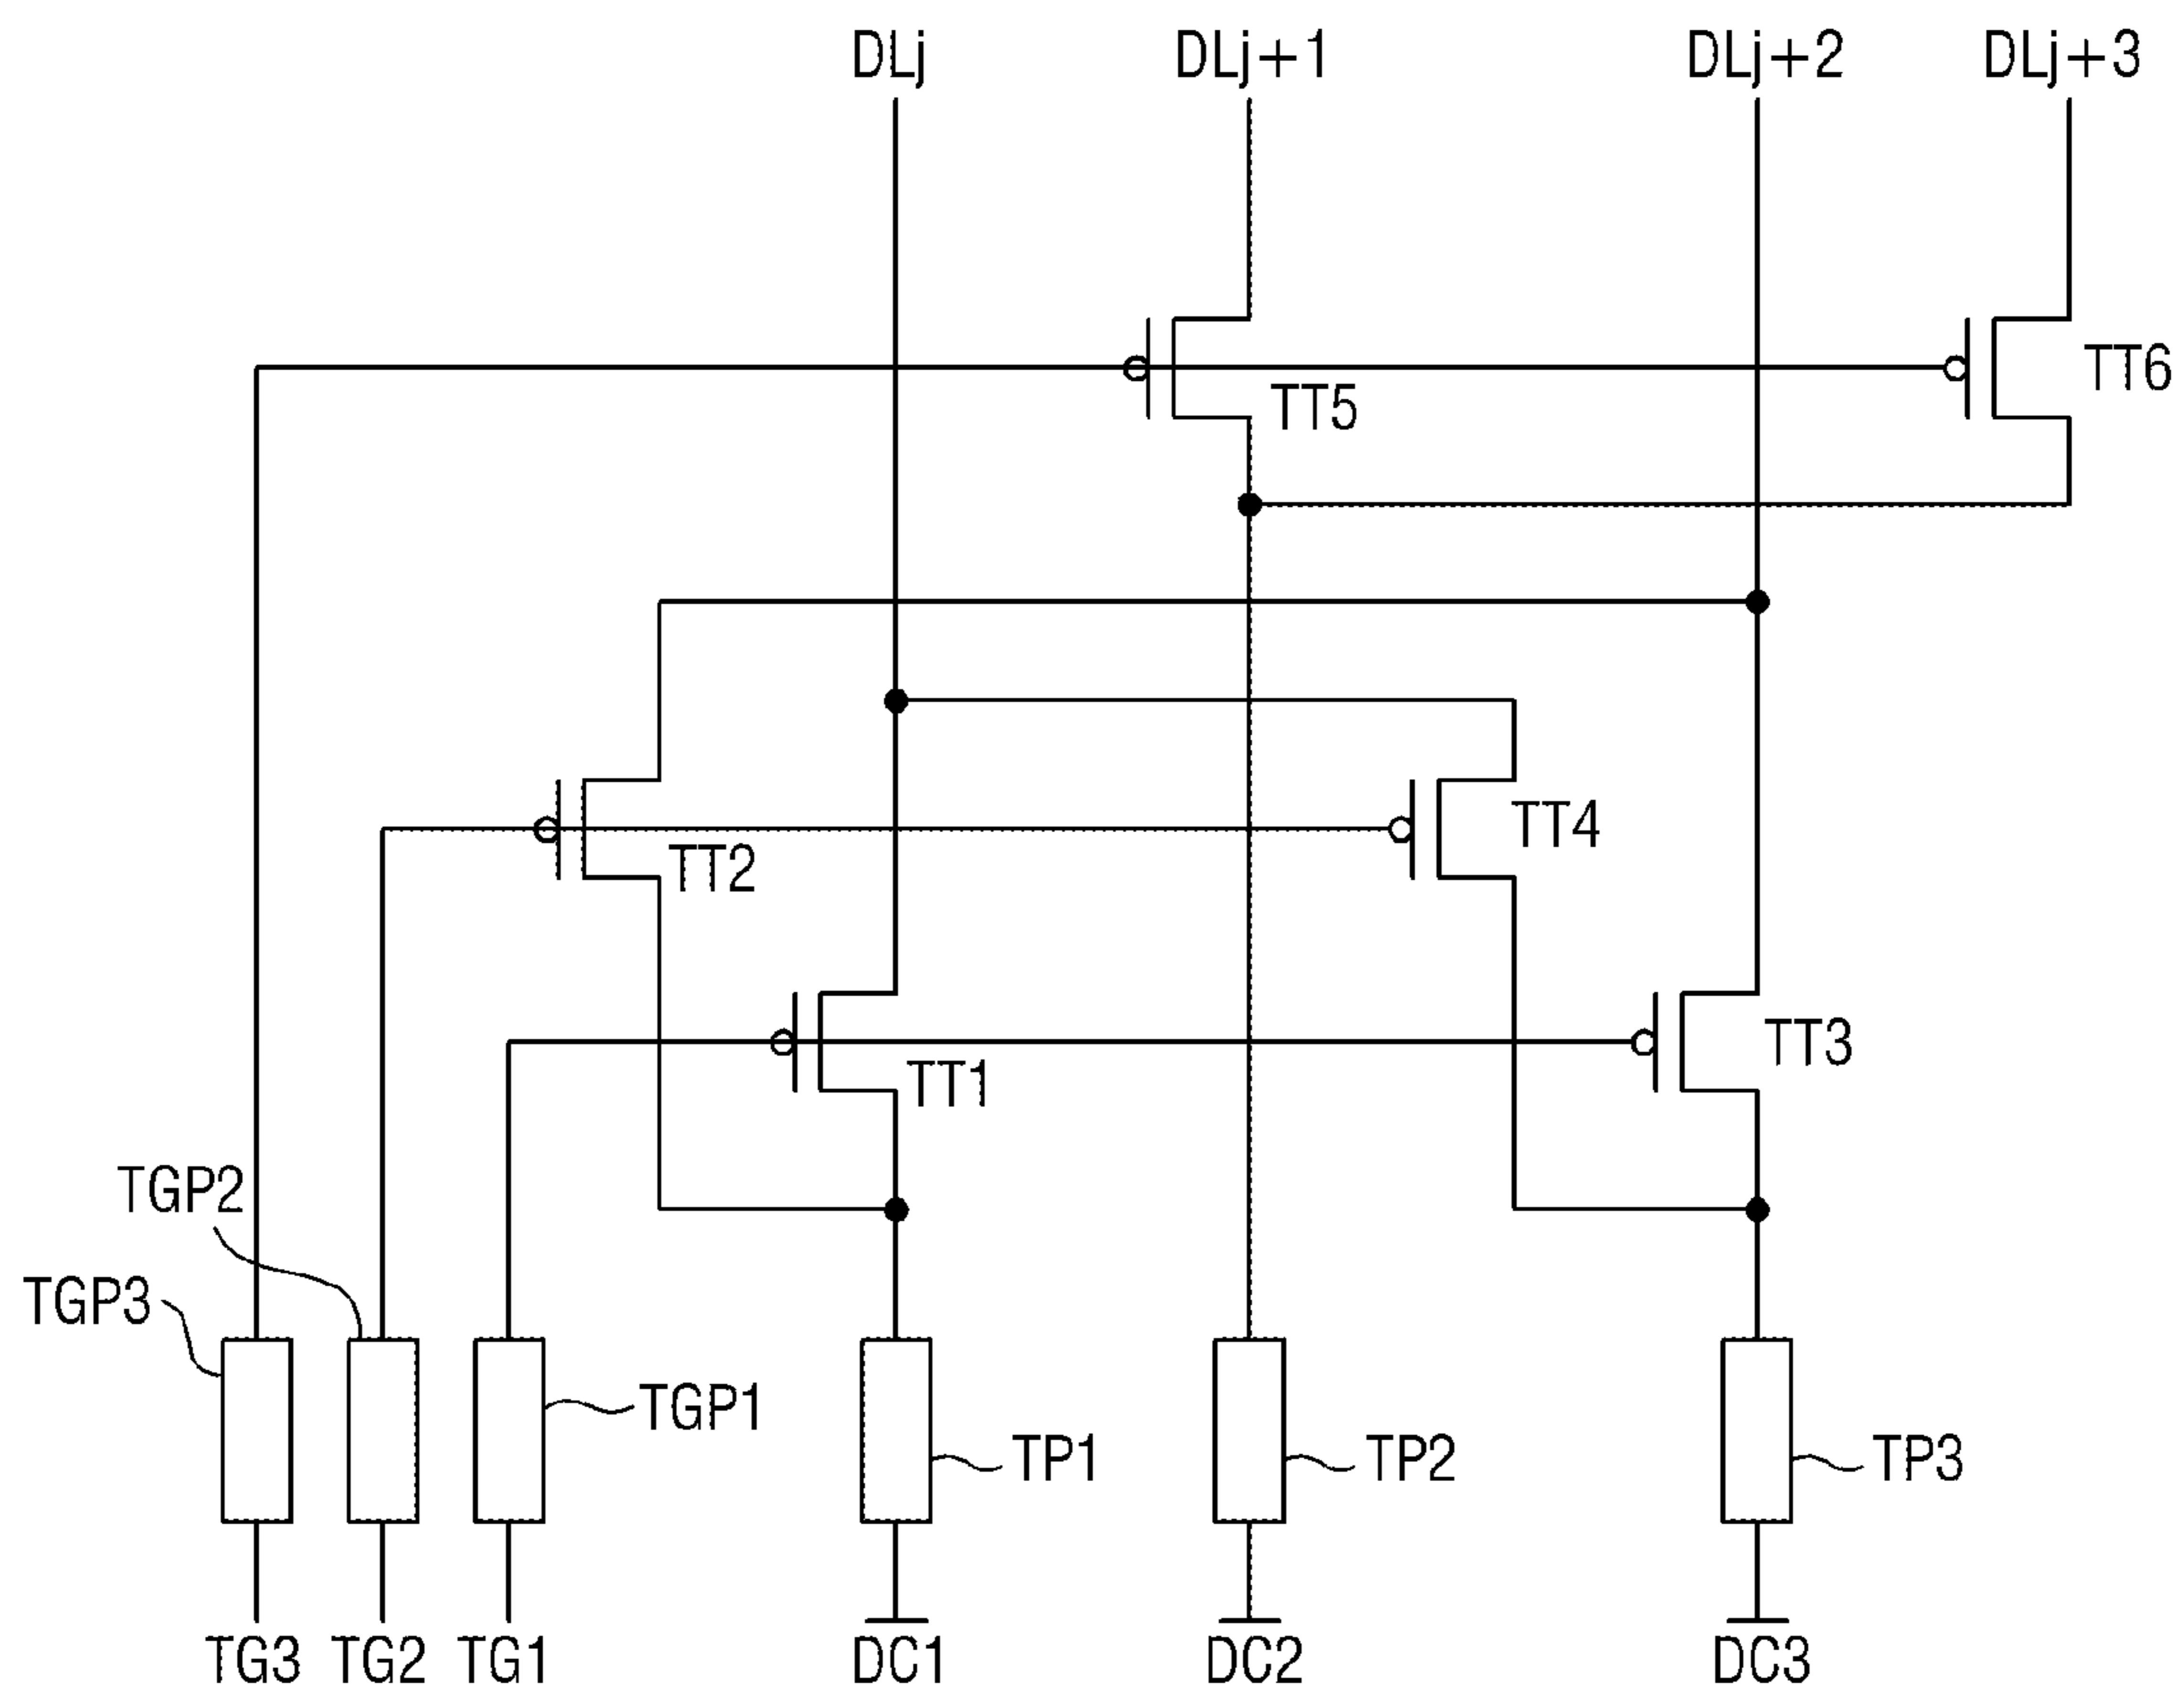 DLj DLj+1 DLj+2 DLj+3
TT6
TT5
TT4
TT2
TT3
TT1
TGP2
TGP3
TGP1
TP1 TP2 TP3
TG3 TG2 TG1 DC1 DC2 DC3